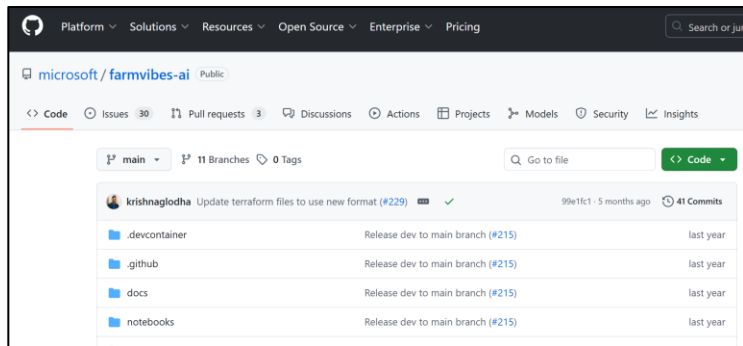 Platform Solutions Resources Open Source Enterprise Pricing Search or jum
microsoft / farmvibes-ai Public
Code Issues 30 Pull requests 3 Discussions Actions Projects Models Security Insights
main 11 Branches 0 Tags Go to file Code
krishnaglodha Update terraform files to use new format (#229) 99e1fc1 · 5 months ago 41 Commits
.devcontainer Release dev to main branch (#215) last year
.github Release dev to main branch (#215) last year
docs Release dev to main branch (#215) last year
notebooks Release dev to main branch (#215) last year